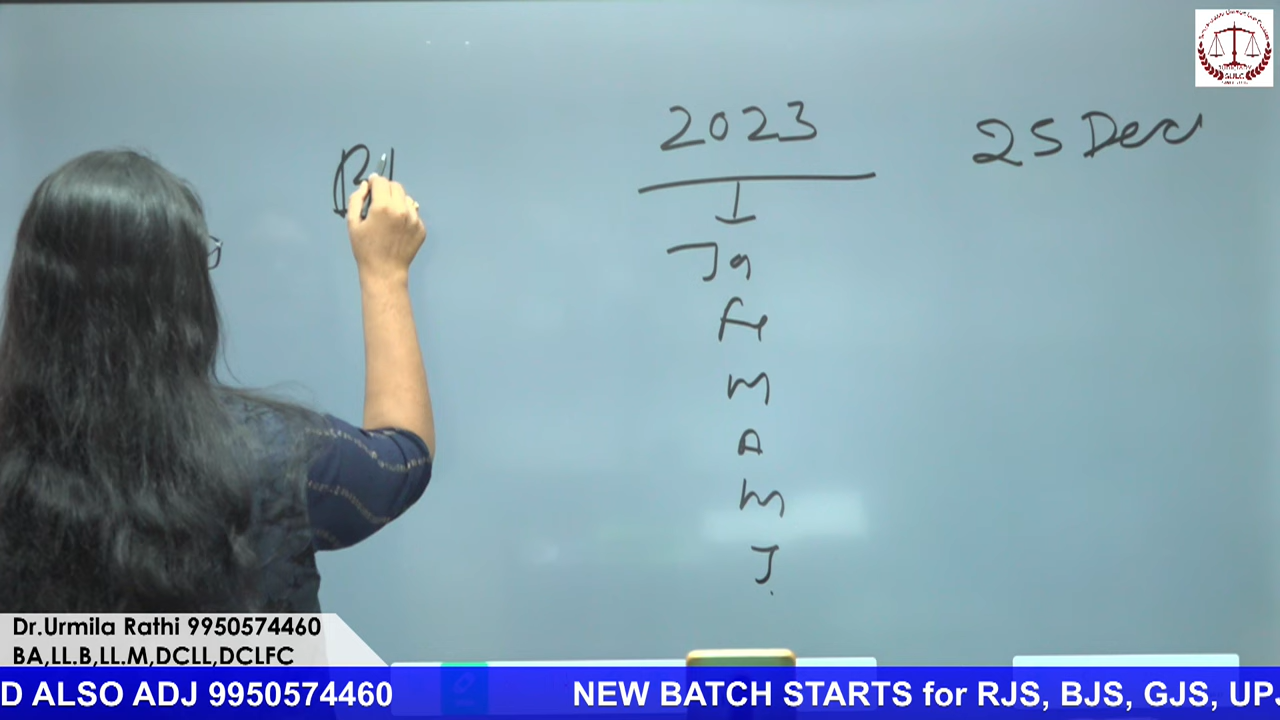 2023
25 Dec
Ja
Fe
M
A
M
J
Dr.Urmila Rathi 9950574460
BA,LL.B,LL.M,DCLL,DCLFC
D ALSO ADJ 9950574460 NEW BATCH STARTS for RJS, BJS, GJS, UP